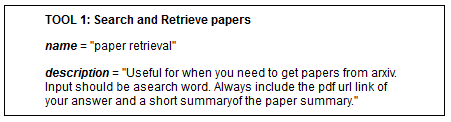 TOOL 1: Search and Retrieve papers
name = "paper retrieval"
description = "Useful for when you need to get papers from arxiv.
Input should be asearch word. Always include the pdf url link of
your answer and a short summaryof the paper summary."